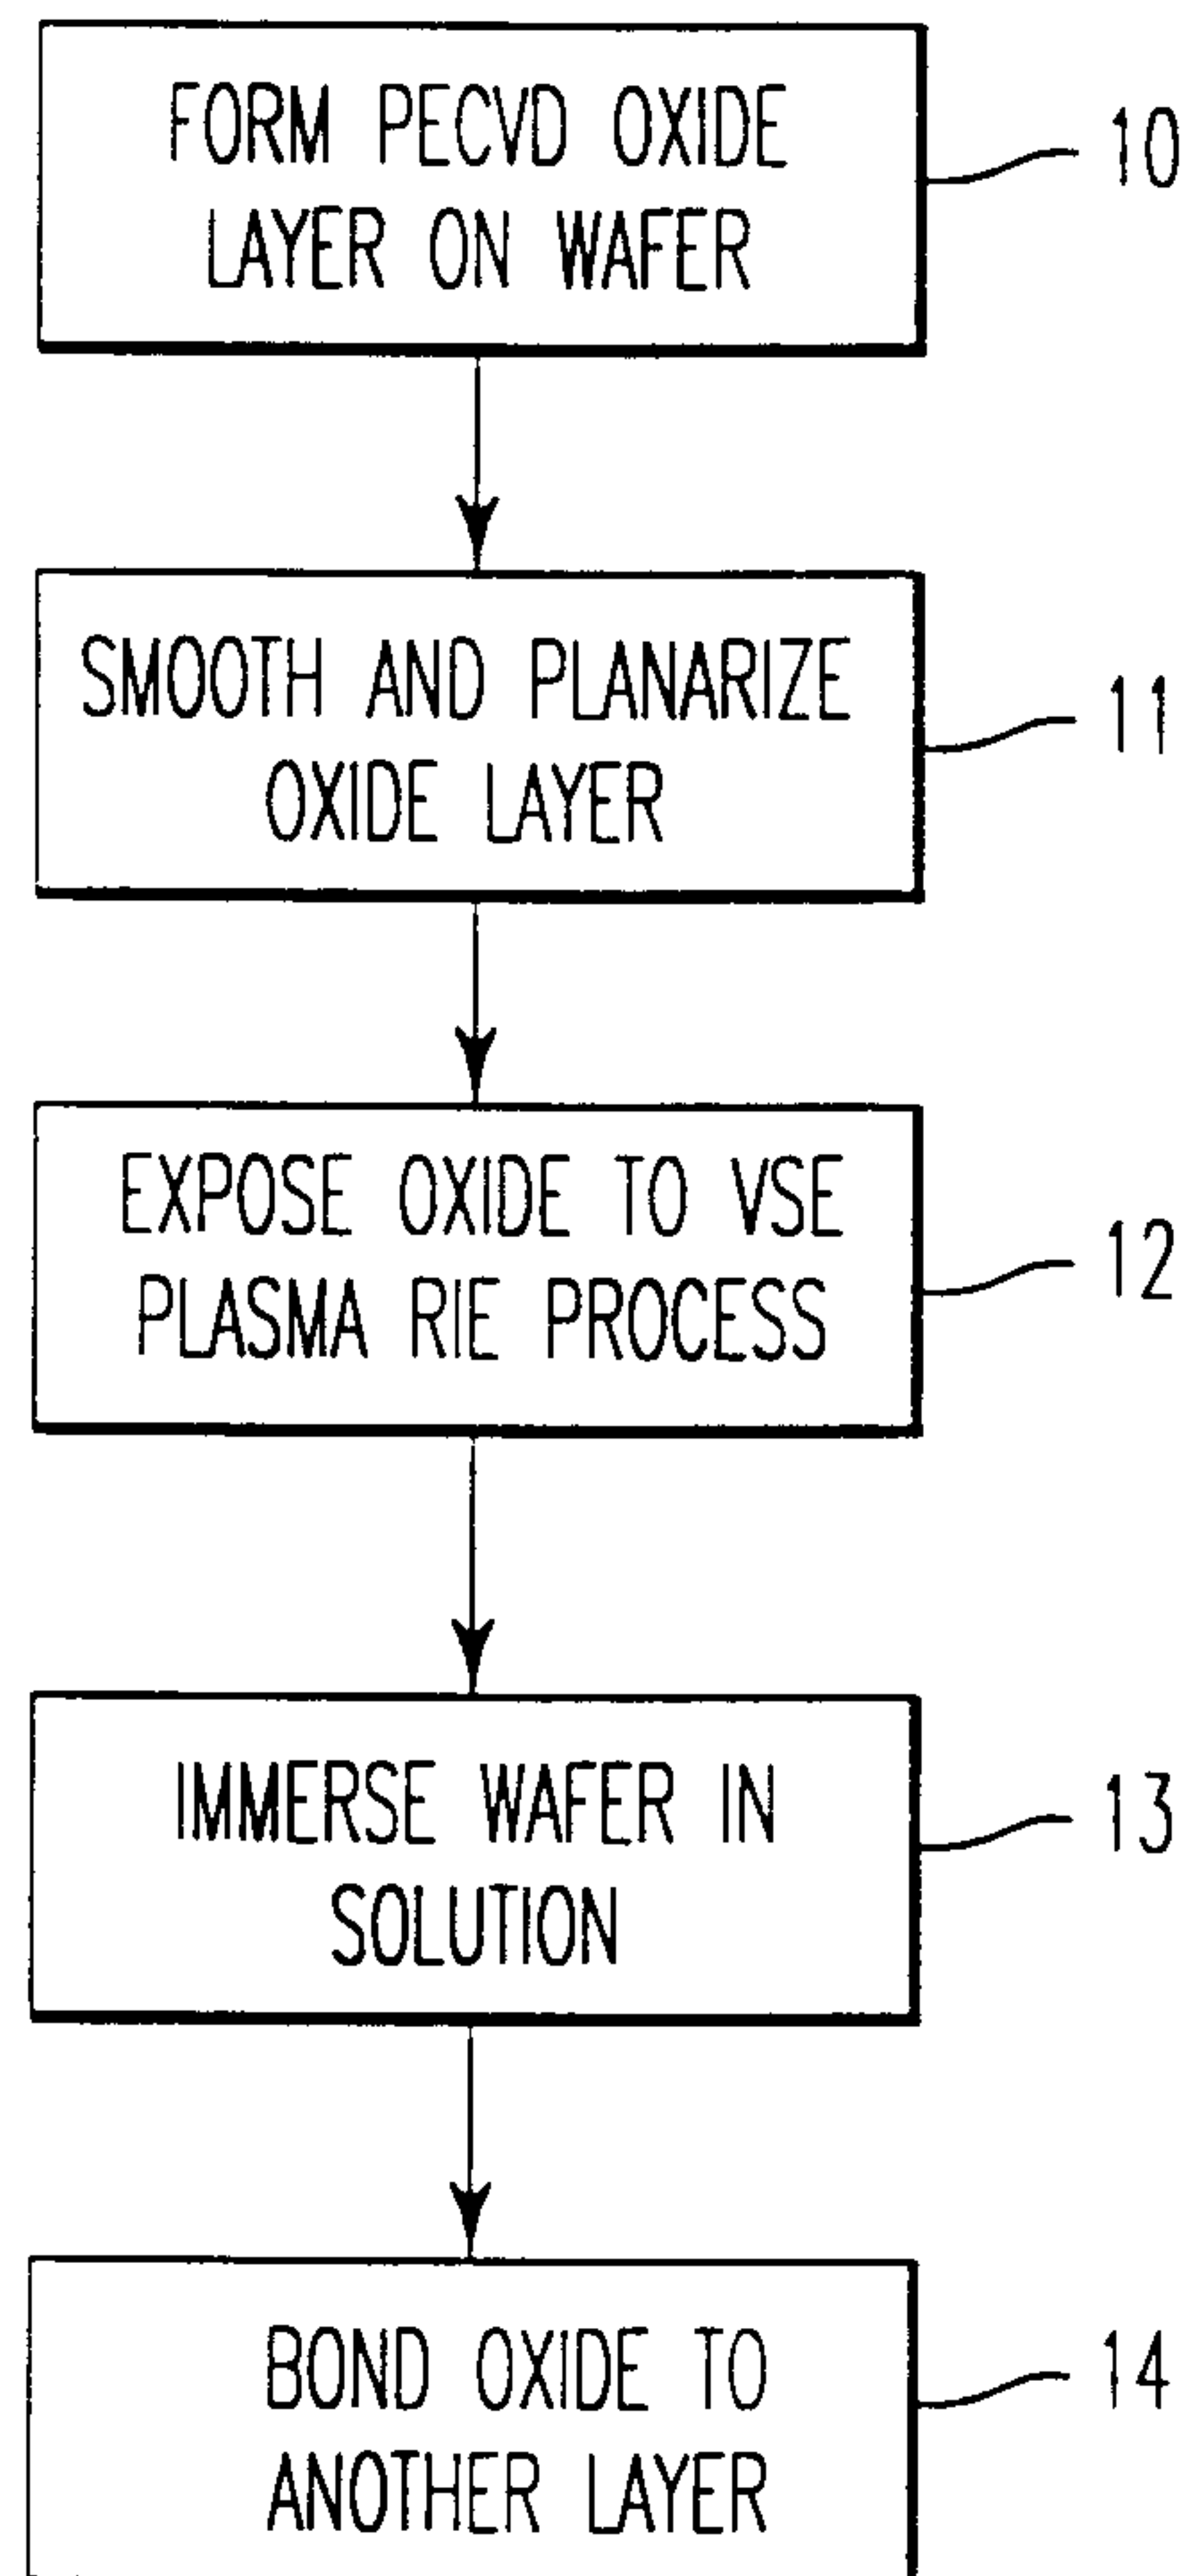 FORM PECVD OXIDE
LAYER ON WAFER
10
SMOOTH AND PLANARIZE
OXIDE LAYER
11
EXPOSE OXIDE TO VSE
PLASMA RIE PROCESS
12
IMMERSE WAFER IN
SOLUTION
13
BOND OXIDE TO
ANOTHER LAYER
14